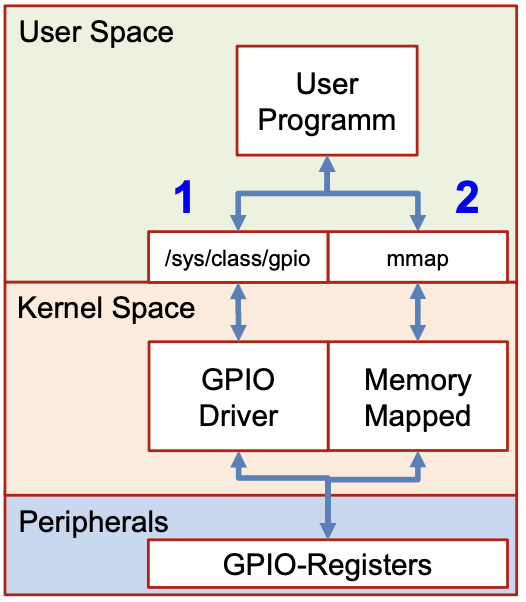 User Space
User
Programm
1
2
/sys/class/gpio
mmap
Kernel Space
GPIO
Driver
Memory
Mapped
Peripherals
GPIO-Registers